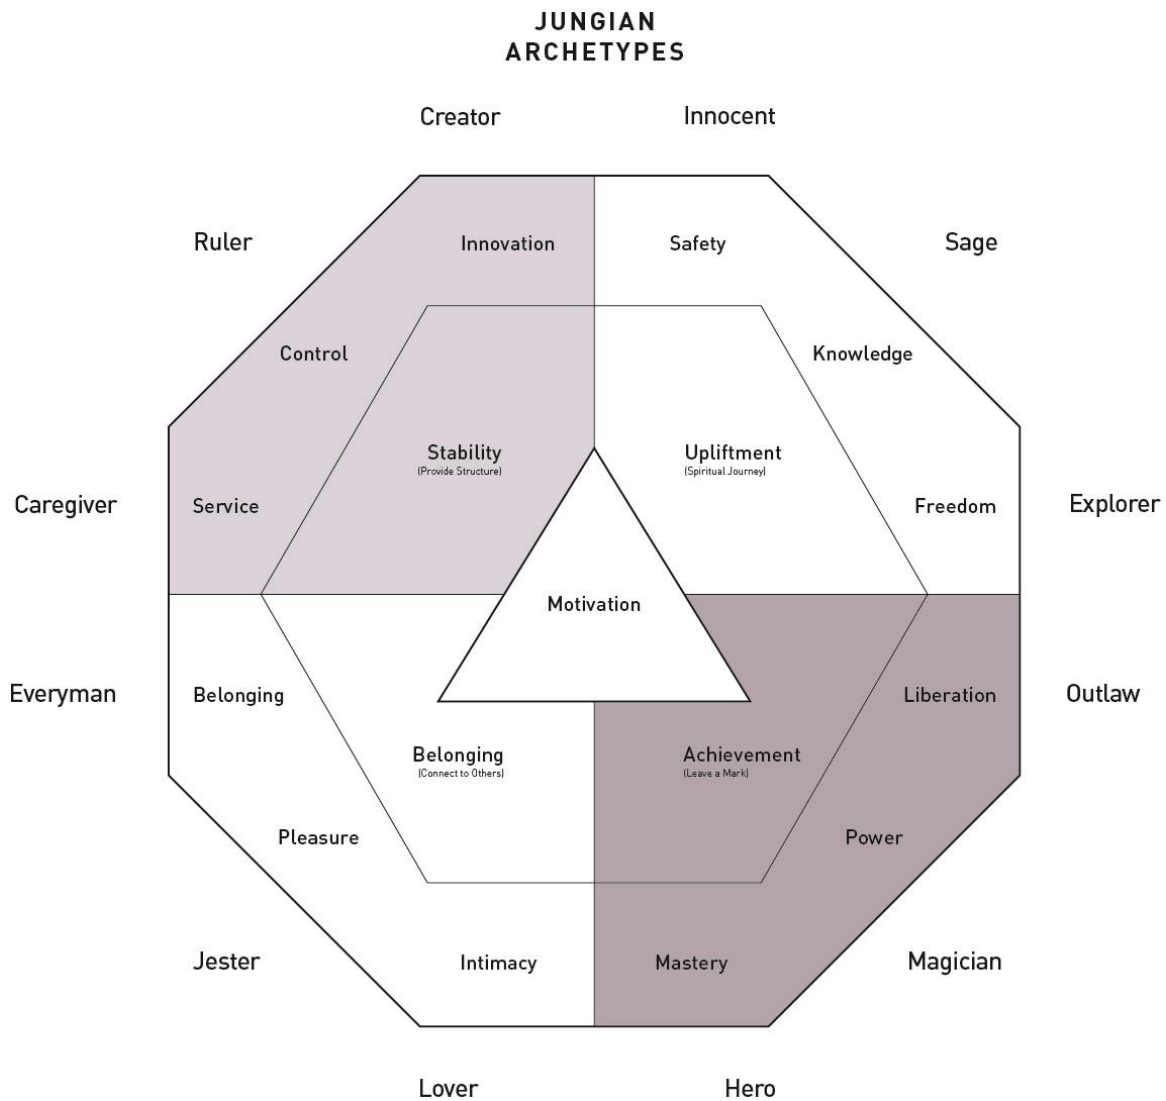 JUNGIAN
ARCHETYPES
Creator
Innocent
Ruler
Innovation
Safety
Sage
Control
Knowledge
Stability
(Provide Structure)
Upliftment
(Spiritual Journey)
Caregiver
Service
Freedom
Explorer
Motivation
Everyman
Belonging
Liberation
Outlaw
Belonging
(Connect to Others)
Achievement
(Leave a Mark)
Pleasure
Power
Jester
Intimacy
Mastery
Magician
Lover
Hero